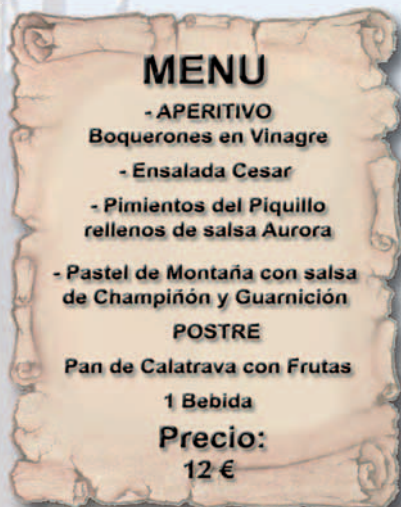 MENU
- APERITIVO
Boquerones en Vinagre
- Ensalada Cesar
- Pimientos del Piquillo
rellenos de salsa Aurora
- Pastel de Montaña con salsa
de Champiñón y Guarnición
POSTRE
Pan de Calatrava con Frutas
1 Bebida
Precio:
12 €